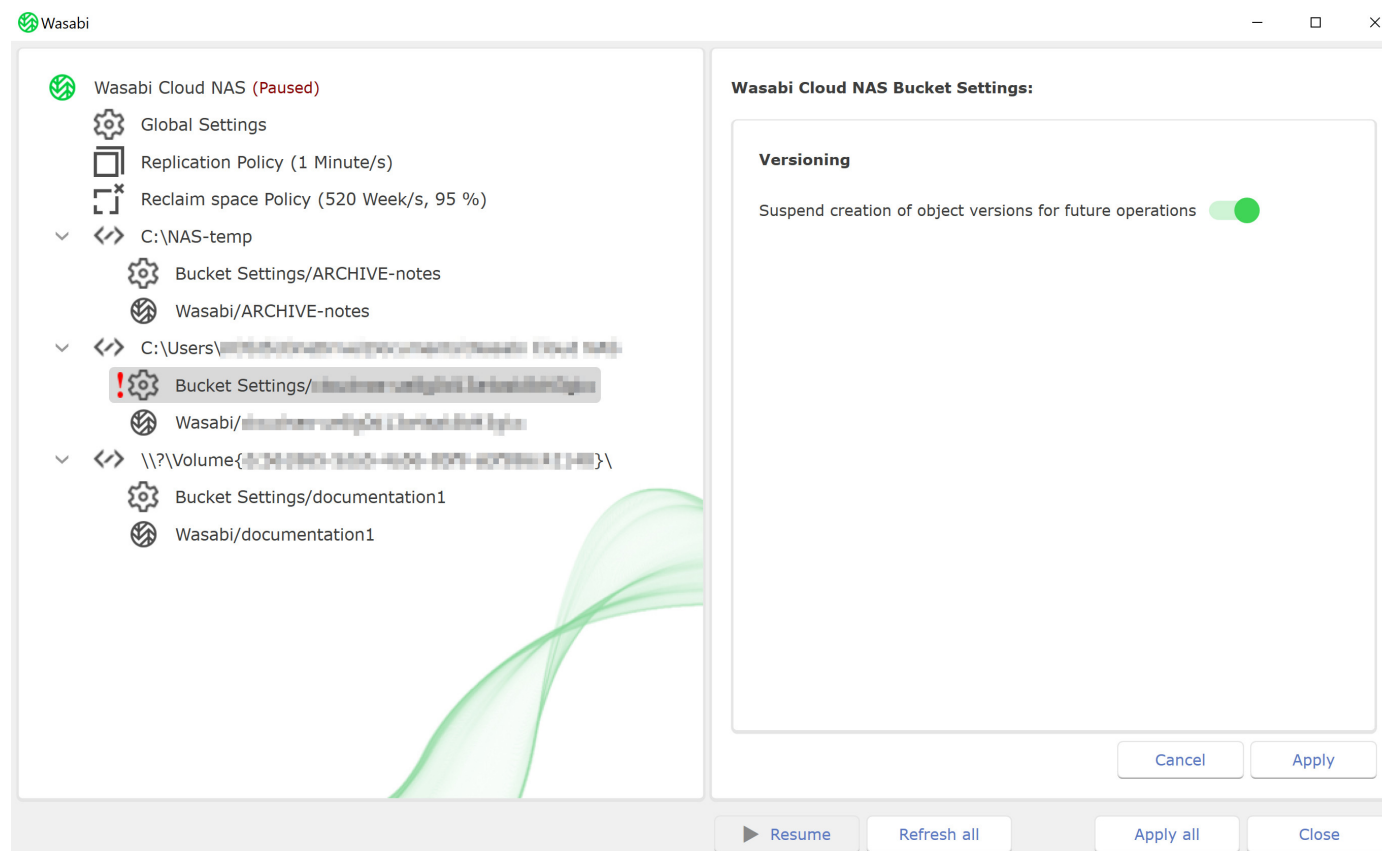 Wasabi
Wasabi Cloud NAS (Paused)
Global Settings
Replication Policy (1 Minute/s)
Reclaim space Policy (520 Week/s, 95 %)
C:\NAS-temp
Bucket Settings/ARCHIVE-notes
Wasabi/ARCHIVE-notes
C:\Users\
Bucket Settings/
Wasabi/
\\?\Volume{ }\
Bucket Settings/documentation1
Wasabi/documentation1
Wasabi Cloud NAS Bucket Settings:
Versioning
Suspend creation of object versions for future operations
Cancel Apply
Resume Refresh all Apply all Close